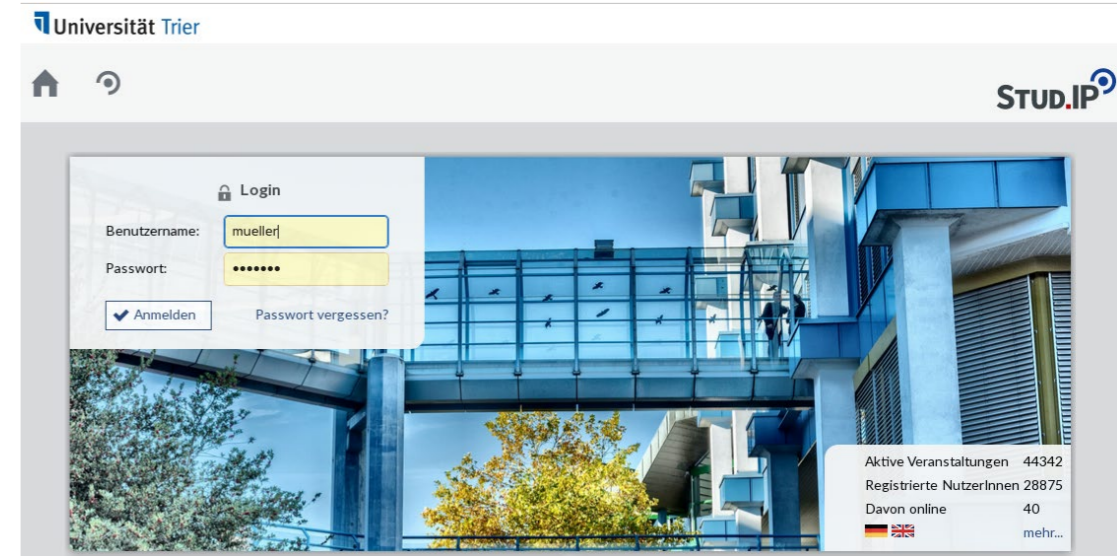 Universität Trier
STUD.IP
Login
Benutzername: mueller
Passwort: •••••••
Anmelden Passwort vergessen?
Aktive Veranstaltungen 44342
Registrierte NutzerInnen 28875
Davon online 40
mehr...